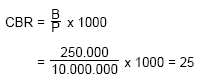 CBR = B/P x 1000
= 250.000/10.000.000 x 1000 = 25